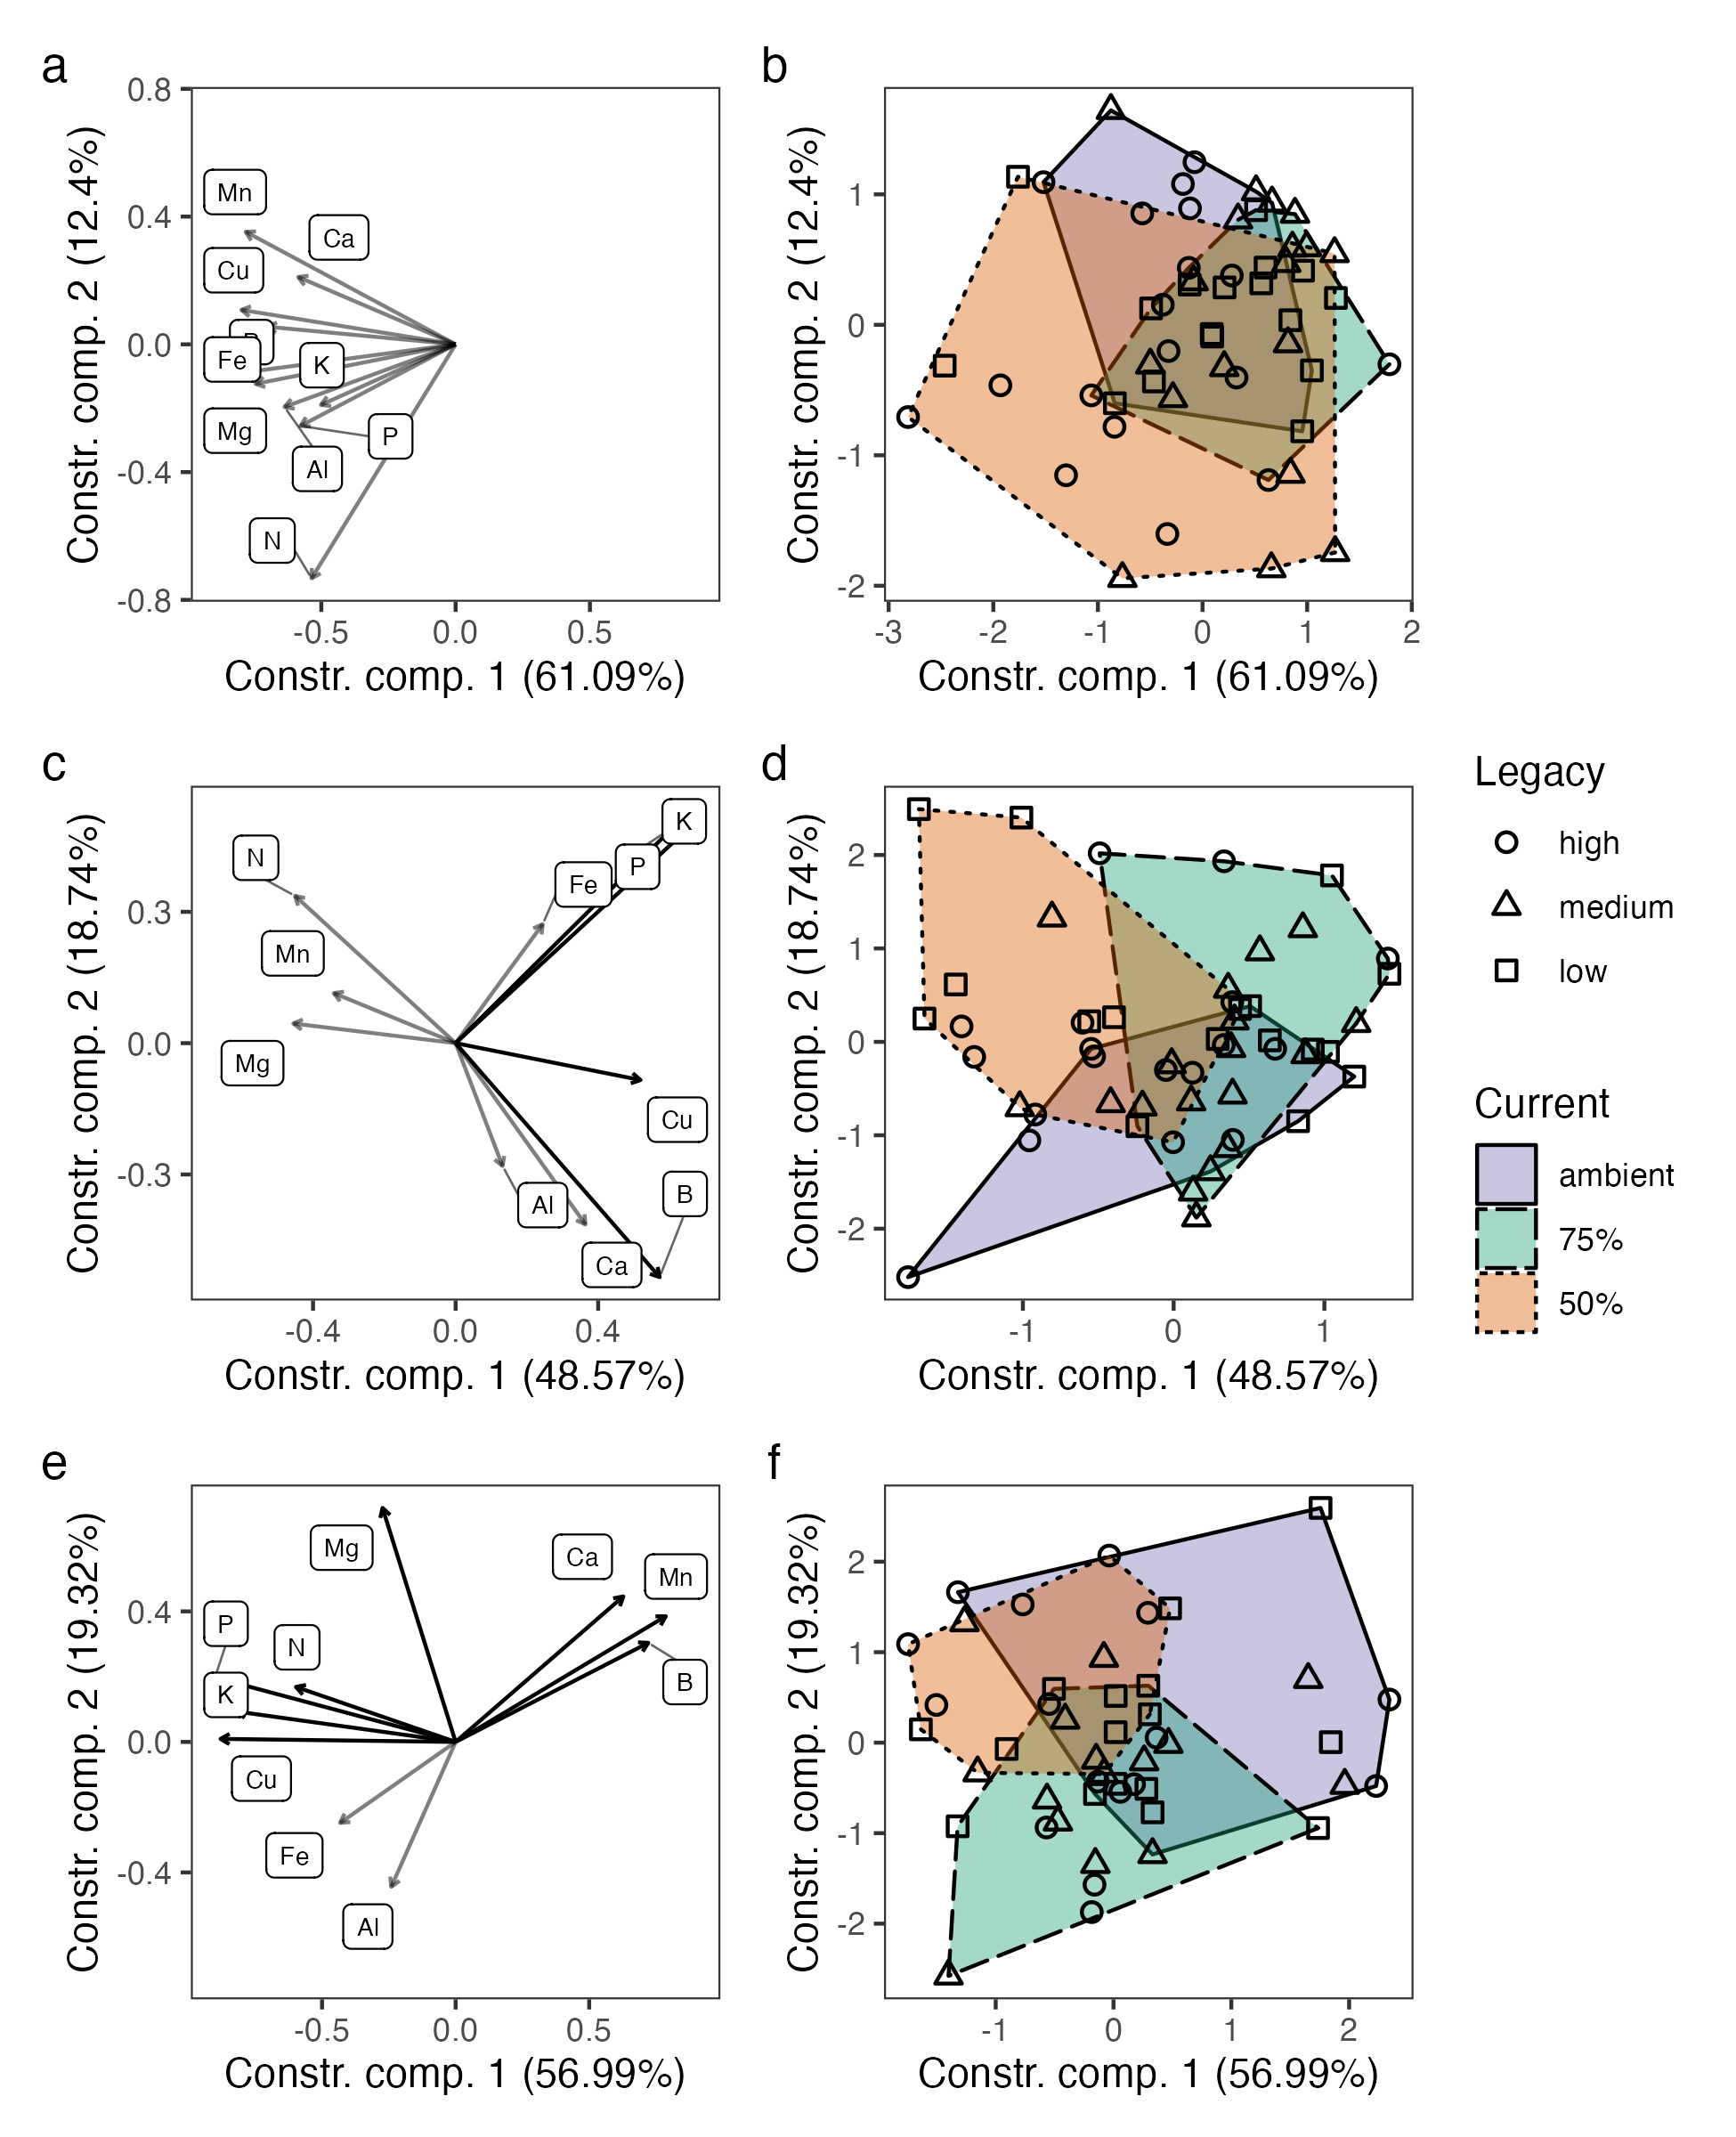 a
0.8
0.4
0.0
-0.4
-0.8
Constr. comp. 2 (12.4%)
Mn
Ca
Cu
Fe
K
Mg
P
Al
N
-0.5
0.0
0.5
Constr. comp. 1 (61.09%)
b
1
0
-1
-2
Constr. comp. 2 (12.4%)
-3
-2
-1
0
1
2
Constr. comp. 1 (61.09%)
c
0.3
0.0
-0.3
Constr. comp. 2 (18.74%)
K
P
Fe
N
Mn
Mg
Cu
B
Al
Ca
-0.4
0.0
0.4
Constr. comp. 1 (48.57%)
d
2
1
0
-1
-2
Constr. comp. 2 (18.74%)
-1
0
1
Constr. comp. 1 (48.57%)
Legacy
high
medium
low
Current
ambient
75%
50%
e
0.4
0.0
-0.4
Constr. comp. 2 (19.32%)
Mg
Ca
Mn
P
N
B
K
Cu
Fe
Al
-0.5
0.0
0.5
Constr. comp. 1 (56.99%)
f
2
1
0
-1
-2
Constr. comp. 2 (19.32%)
-1
0
1
2
Constr. comp. 1 (56.99%)